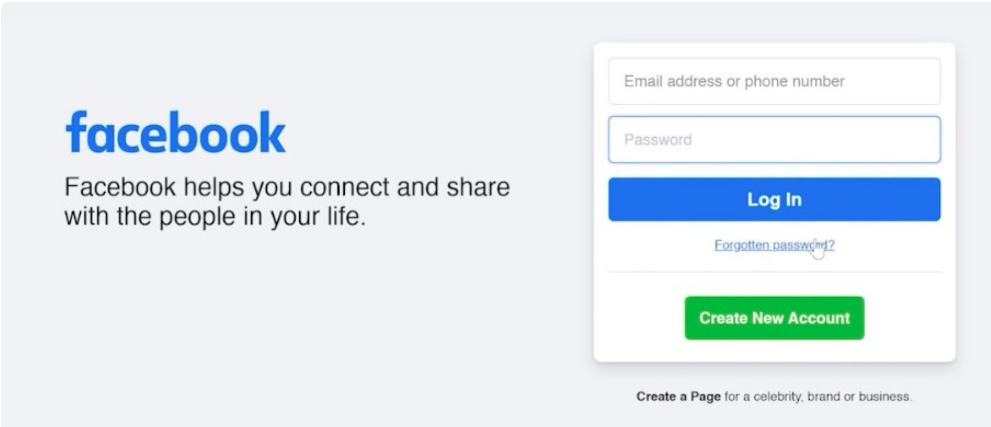 facebook
Facebook helps you connect and share
with the people in your life.
Email address or phone number
Password
Log In
Forgotten password?
Create New Account
Create a Page for a celebrity, brand or business.